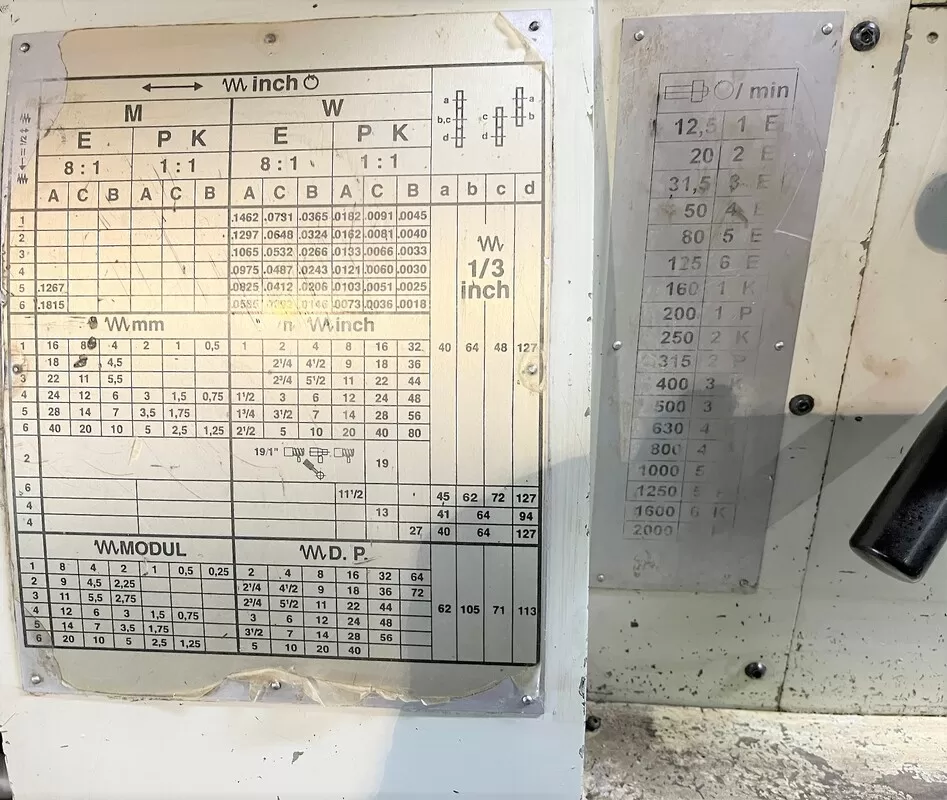 inch
M W
E P K E P K
8:1 1:1 8:1 1:1
A C B A C B A C B A C B a b c d
a b,c d c d a b
1 .1462 .0731 .0365 .0182 .0091 .0045
2 .1297 .0648 .0324 .0162 .0081 .0040
3 .1065 .0532 .0266 .0133 .0066 .0033
4 .0975 .0487 .0243 .0121 .0060 .0030
5 .1267 .0825 .0412 .0206 .0103 .0051 .0025
6 .1815 .0073 .0036 .0018
1/3
inch
mm inch
1 16 8 4 2 1 0,5 1 2 4 8 16 32 40 64 48 127
18 4,5 2¹/4 4¹/2 9 18 36
3 22 11 5,5 2³/4 5¹/2 11 22 44
4 24 12 6 3 1,5 0,75 1¹/2 3 6 12 24 48
5 28 14 7 3,5 1,75 1³/4 3¹/2 7 14 28 56
6 40 20 10 5 2,5 1,25 2¹/2 5 10 20 40 80
2 19/1" 19
6 11¹/2 45 62 72 127
4 13 41 64 94
4 27 40 64 127
MODUL D. P.
1 8 4 2 1 0,5 0,25 2 4 8 16 32 64
2 9 4,5 2,25 2¹/4 4¹/2 9 18 36 72
3 11 5,5 2,75 2³/4 5¹/2 11 22 44
4 12 6 3 1,5 0,75 3 6 12 24 48 62 105 71 113
5 14 7 3,5 1,75 3¹/2 7 14 28 56
6 20 10 5 2,5 1,25 5 10 20 40
/ min
12,5 1 E
20 2 E
31,5 3 E
50 4 E
80 5 E
125 6 E
160 1 K
200 1 P
250 2 K
315 2 P
400 3 K
500 3
630 4
800 4
1000 5
1250 5
1600 6 K
2000